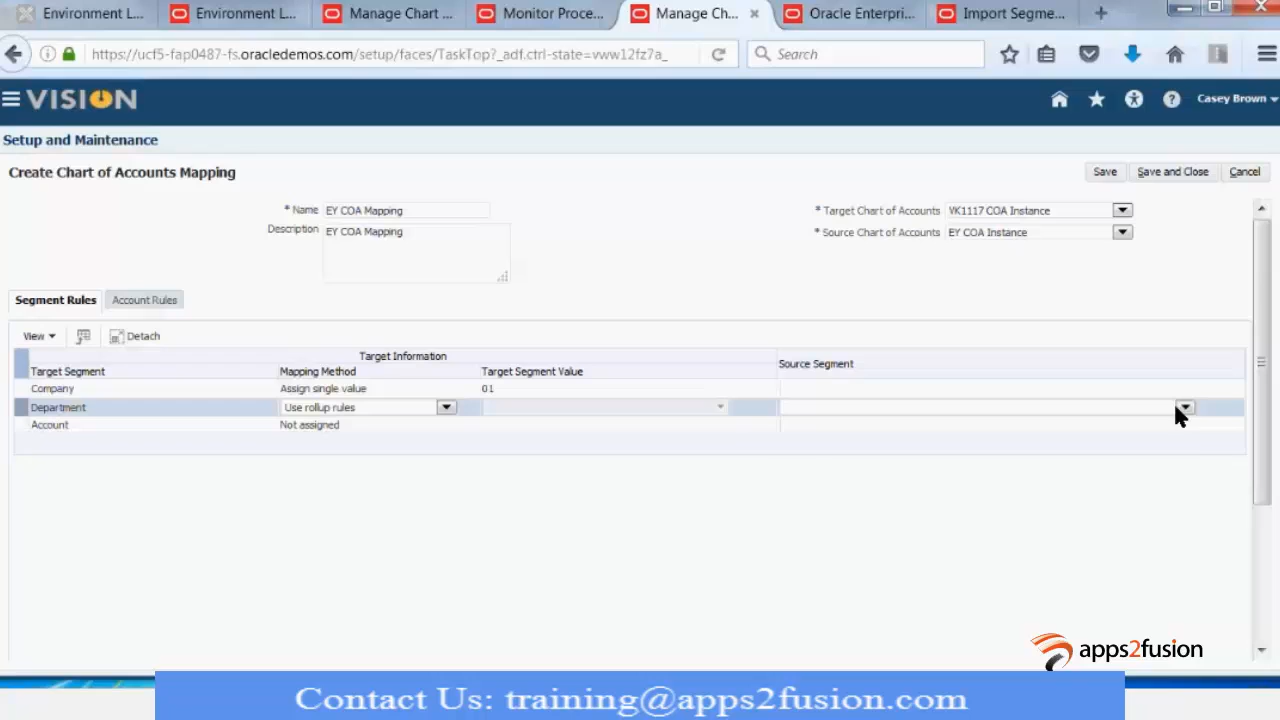 Environment L...
Environment L...
Manage Chart ...
Monitor Proce...
Manage Ch...
Oracle Enterpri...
Import Segme...
https://ucf5-fap0487-fs.oracledemos.com/setup/faces/TaskTop?_adf.ctrl-state=vww12fz7a_
Search
VISION
Casey Brown
Setup and Maintenance
Create Chart of Accounts Mapping
Save
Save and Close
Cancel
* Name EY COA Mapping
* Target Chart of Accounts VK1117 COA Instance
Description EY COA Mapping
* Source Chart of Accounts EY COA Instance
Segment Rules
Account Rules
View
Detach
Target Information
Source Segment
Target Segment Mapping Method Target Segment Value
Company Assign single value 01
Department Use rollup rules
Account Not assigned
apps2fusion
Contact Us: training@apps2fusion.com